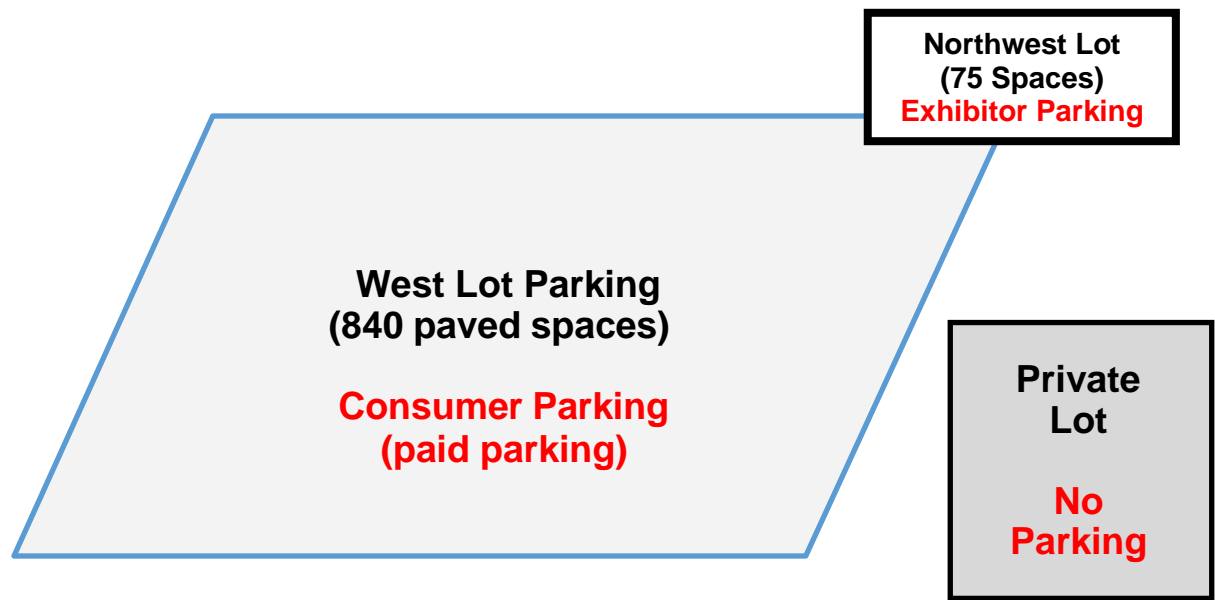 Northwest Lot
(75 Spaces)
Exhibitor Parking
West Lot Parking
(840 paved spaces)
Consumer Parking
(paid parking)
Private
Lot
No
Parking